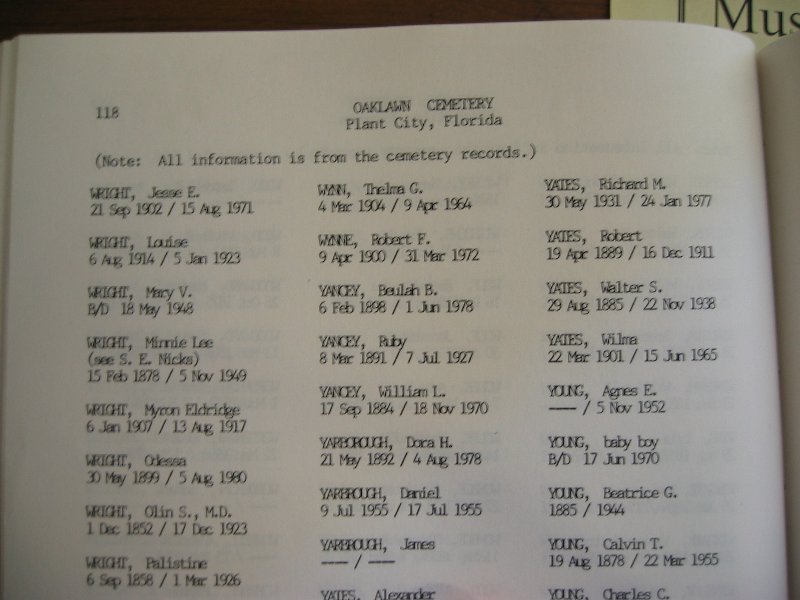 Mus
118
OAKLAWN CEMETERY
Plant City, Florida
(Note: All information is from the cemetery records.)
WRIGHT, Jesse E.
21 Sep 1902 / 15 Aug 1971
WRIGHT, Louise
6 Aug 1914 / 5 Jan 1923
WRIGHT, Mary V.
B/D 18 May 1948
WRIGHT, Minnie Lee
(see S. E. Nicks)
15 Feb 1878 / 5 Nov 1949
WRIGHT, Myron Eldridge
6 Jan 1907 / 13 Aug 1917
WRIGHT, Odessa
30 May 1899 / 5 Aug 1980
WRIGHT, Olin S., M.D.
1 Dec 1852 / 17 Dec 1923
WRIGHT, Palistine
6 Sep 1858 / 1 Mar 1926
WYNN, Thelma G.
4 Mar 1904 / 9 Apr 1964
WYNNE, Robert F.
9 Apr 1900 / 31 Mar 1972
YANCEY, Beulah B.
6 Feb 1898 / 1 Jun 1978
YANCEY, Ruby
8 Mar 1891 / 7 Jul 1927
YANCEY, William L.
17 Sep 1884 / 18 Nov 1970
YARBOROUGH, Dora H.
21 May 1892 / 4 Aug 1978
YARBROUGH, Daniel
9 Jul 1955 / 17 Jul 1955
YARBROUGH, James
---- / ----
YATES, Alexander
YATES, Richard M.
30 May 1931 / 24 Jan 1977
YATES, Robert
19 Apr 1889 / 16 Dec 1911
YATES, Walter S.
29 Aug 1885 / 22 Nov 1938
YATES, Wilma
22 Mar 1901 / 15 Jun 1965
YOUNG, Agnes E.
---- / 5 Nov 1952
YOUNG, baby boy
B/D 17 Jun 1970
YOUNG, Beatrice G.
1885 / 1944
YOUNG, Calvin T.
19 Aug 1878 / 22 Mar 1955
YOUNG, Charles C.